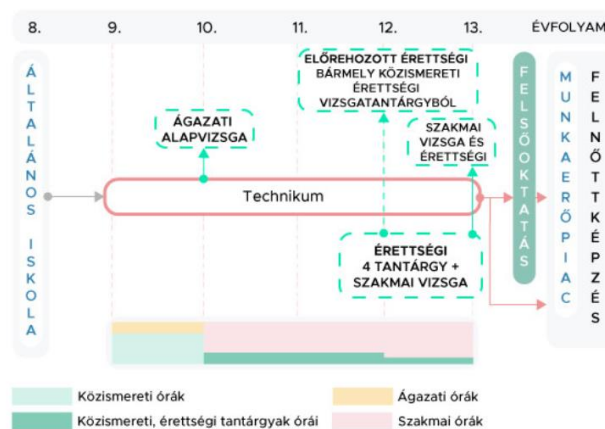 8. 9. 10. 11. 12. 13. ÉVFOLYAM
ÁLTALÁNOS ISKOLA
ÁGAZATI
ALAPVIZSGA
ELŐREHOZOTT ÉRETTSÉGI
BÁRMELY KÖZISMERETI
ÉRETTSÉGI
VIZSGATANTÁRGYBÓL
SZAKMAI
VIZSGA ÉS
ÉRETTSÉGI
Technikum
ÉRETTSÉGI
4 TANTÁRGY +
SZAKMAI VIZSGA
FELSŐOKTATÁS
MUNKAERŐPIAC
FELNŐTTKÉPZÉS
Közismereti órák
Ágazati órák
Közismereti, érettségi tantárgyak órái
Szakmai órák